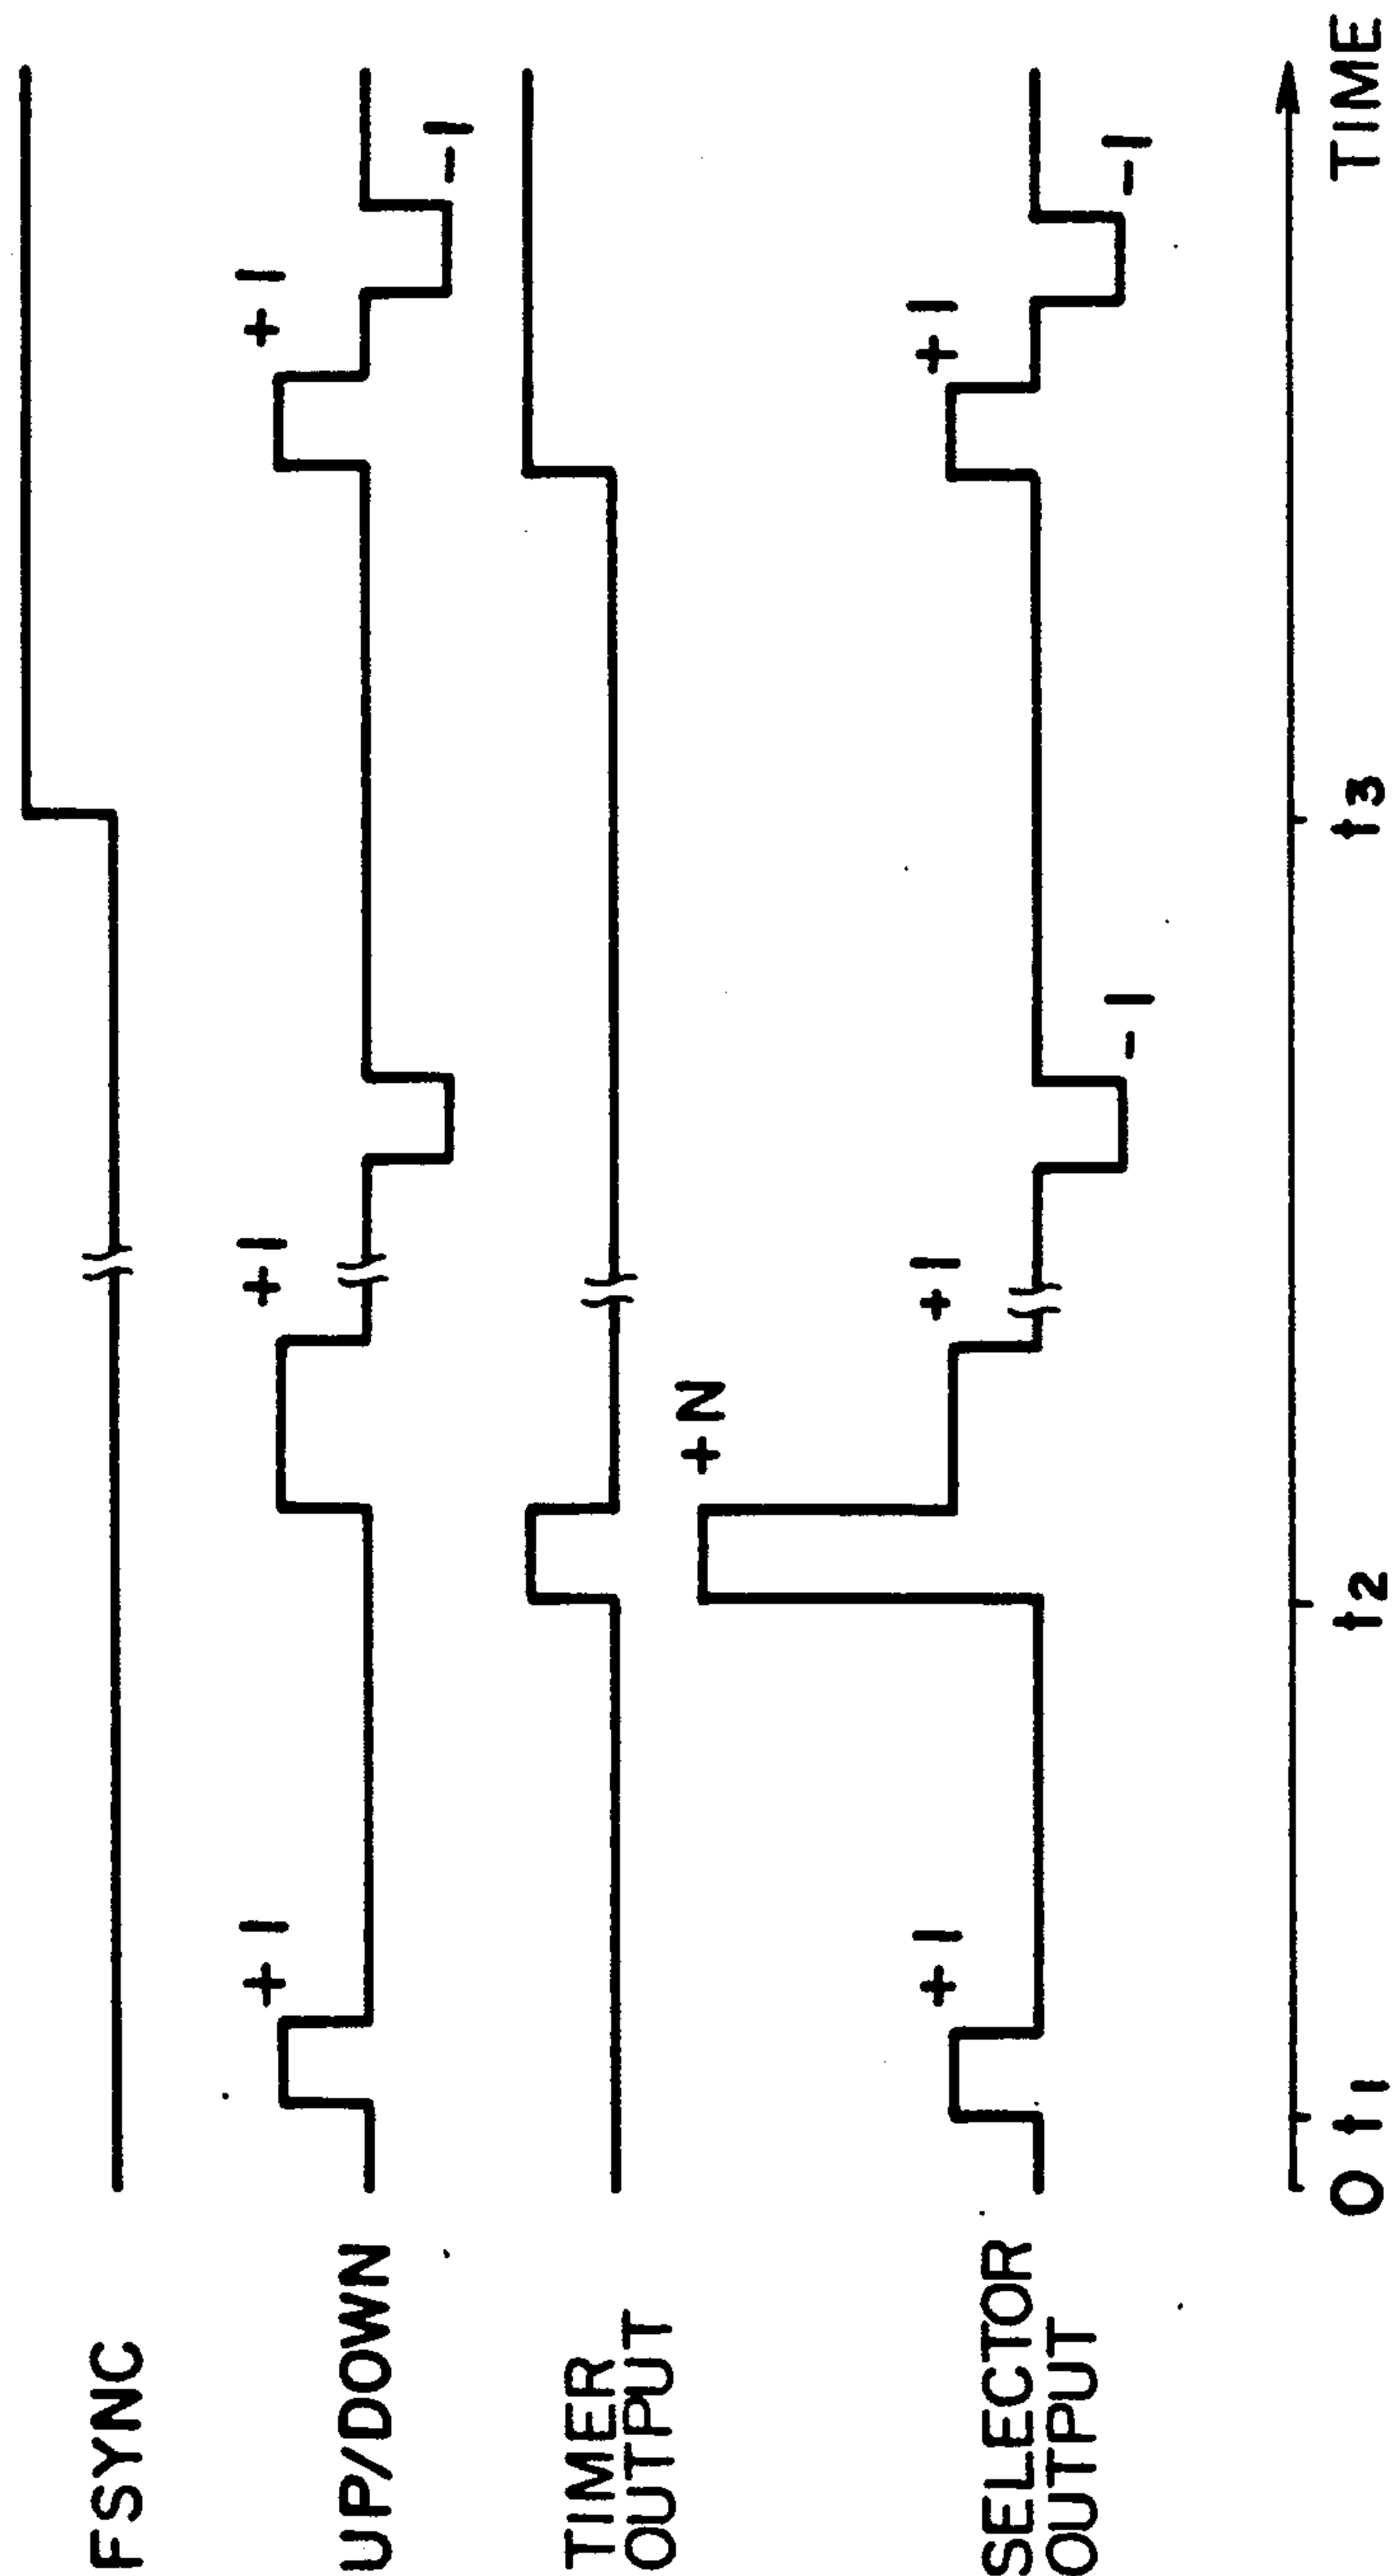 FSYNC
UP/DOWN
+1
+1
+1
-1
TIMER
OUTPUT
+N
SELECTOR
OUTPUT
+1
+1
-1
+1
-1
0 t1 t2 t3 TIME